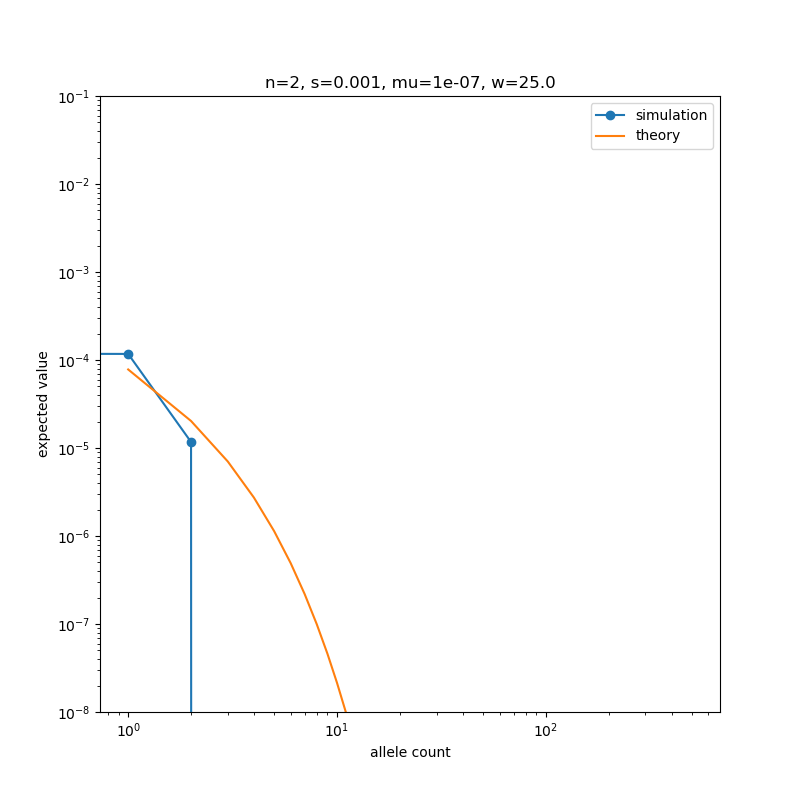 n=2, s=0.001, mu=1e-07, w=25.0
simulation
theory
10⁻¹
10⁻²
10⁻³
10⁻⁴
10⁻⁵
10⁻⁶
10⁻⁷
10⁻⁸
expected value
10⁰
10¹
10²
allele count